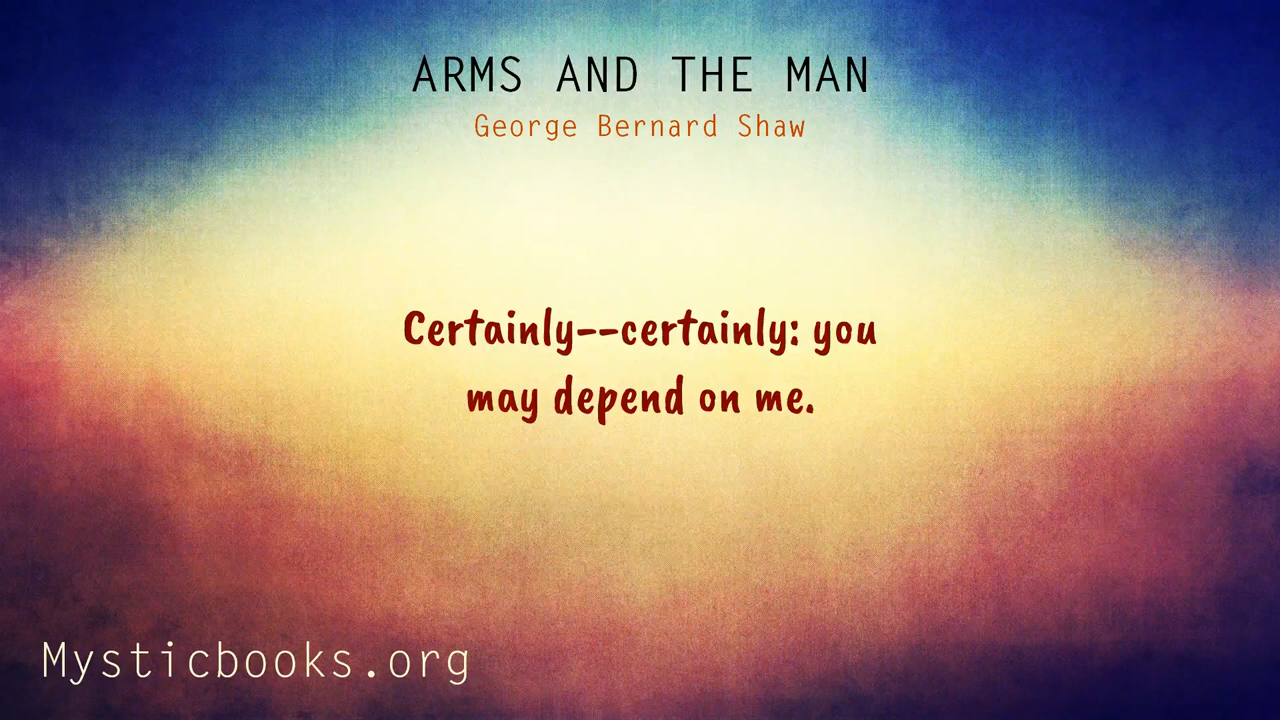 ARMS AND THE MAN
George Bernard Shaw
Certainly--certainly: you
may depend on me.
Mysticbooks.org